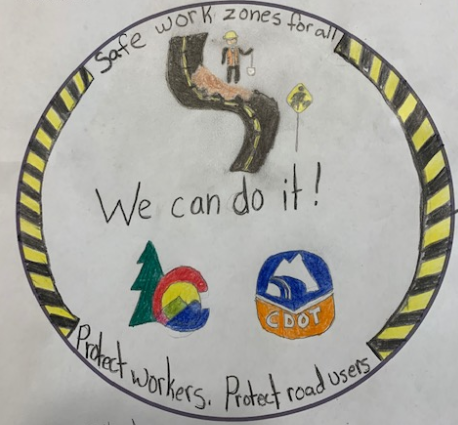 Safe work zones for all
We can do it!
CDOT
Protect workers. Protect road users